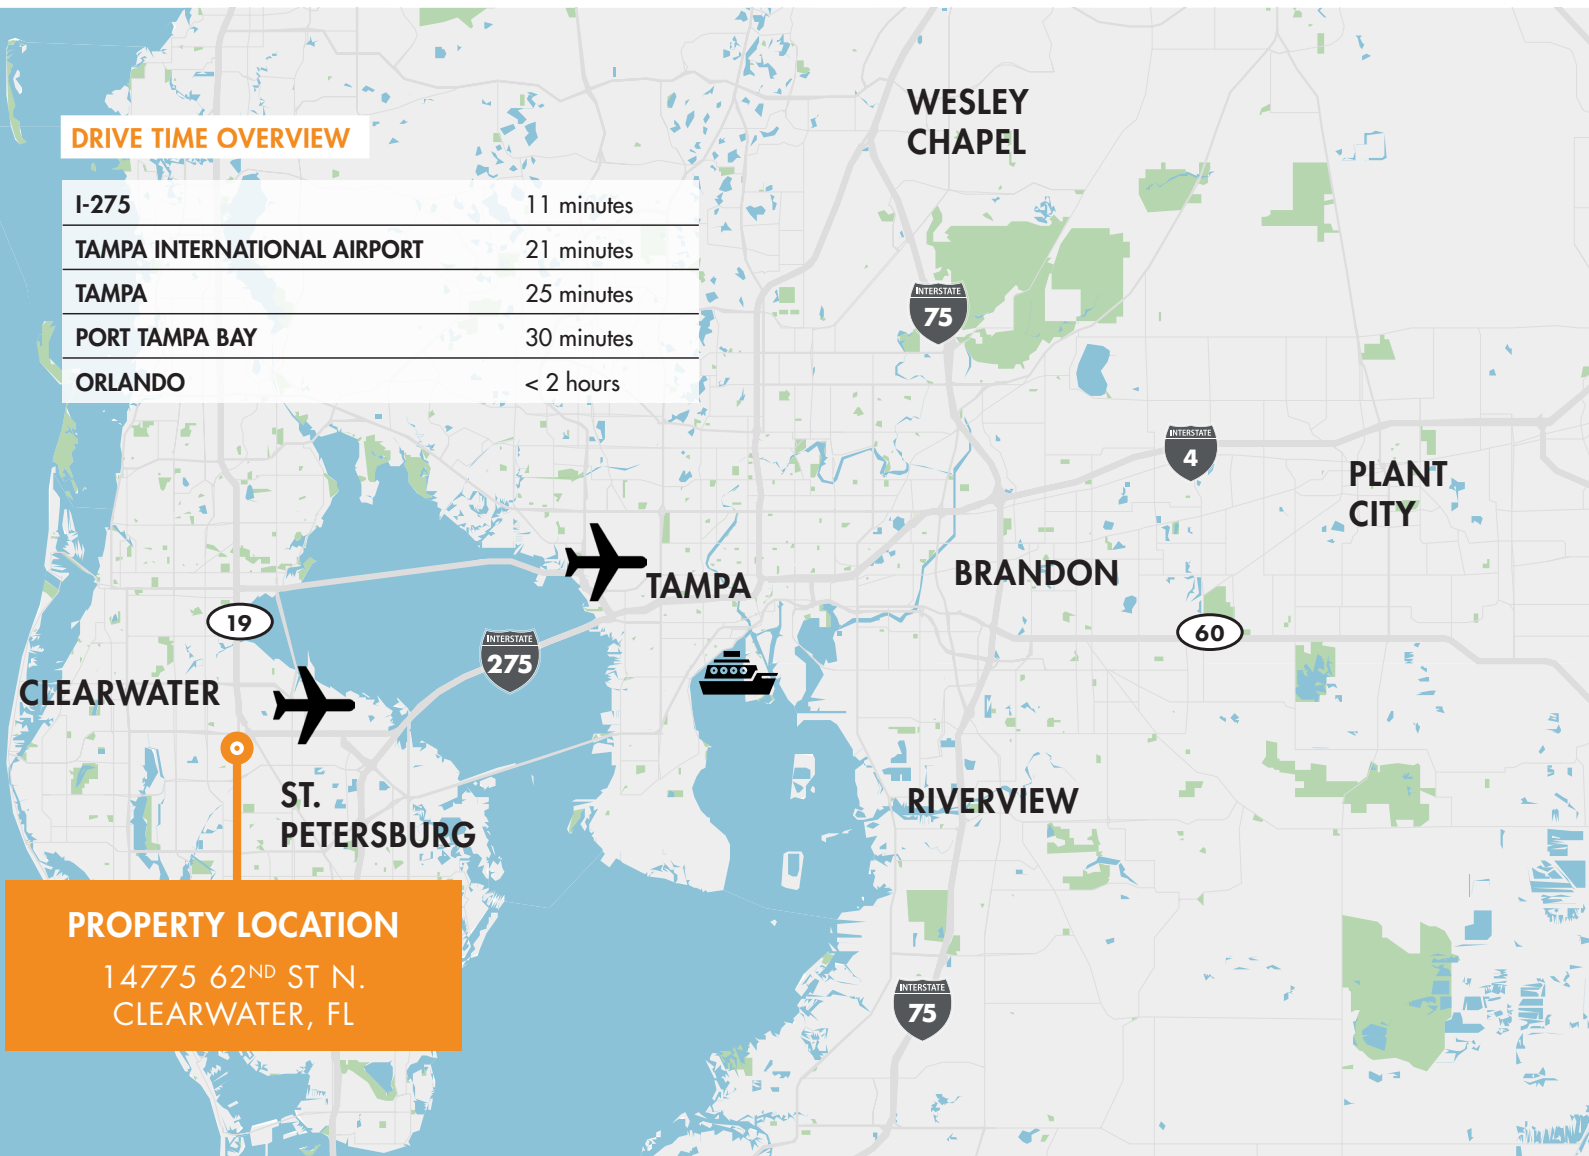 WESLEY
CHAPEL
DRIVE TIME OVERVIEW
I-275 11 minutes
TAMPA INTERNATIONAL AIRPORT 21 minutes
TAMPA 25 minutes
PORT TAMPA BAY 30 minutes
ORLANDO < 2 hours
INTERSTATE
75
INTERSTATE
4
PLANT
CITY
BRANDON
TAMPA
19
60
INTERSTATE
275
CLEARWATER
ST.
PETERSBURG
RIVERVIEW
PROPERTY LOCATION
14775 62ND ST N.
CLEARWATER, FL
INTERSTATE
75